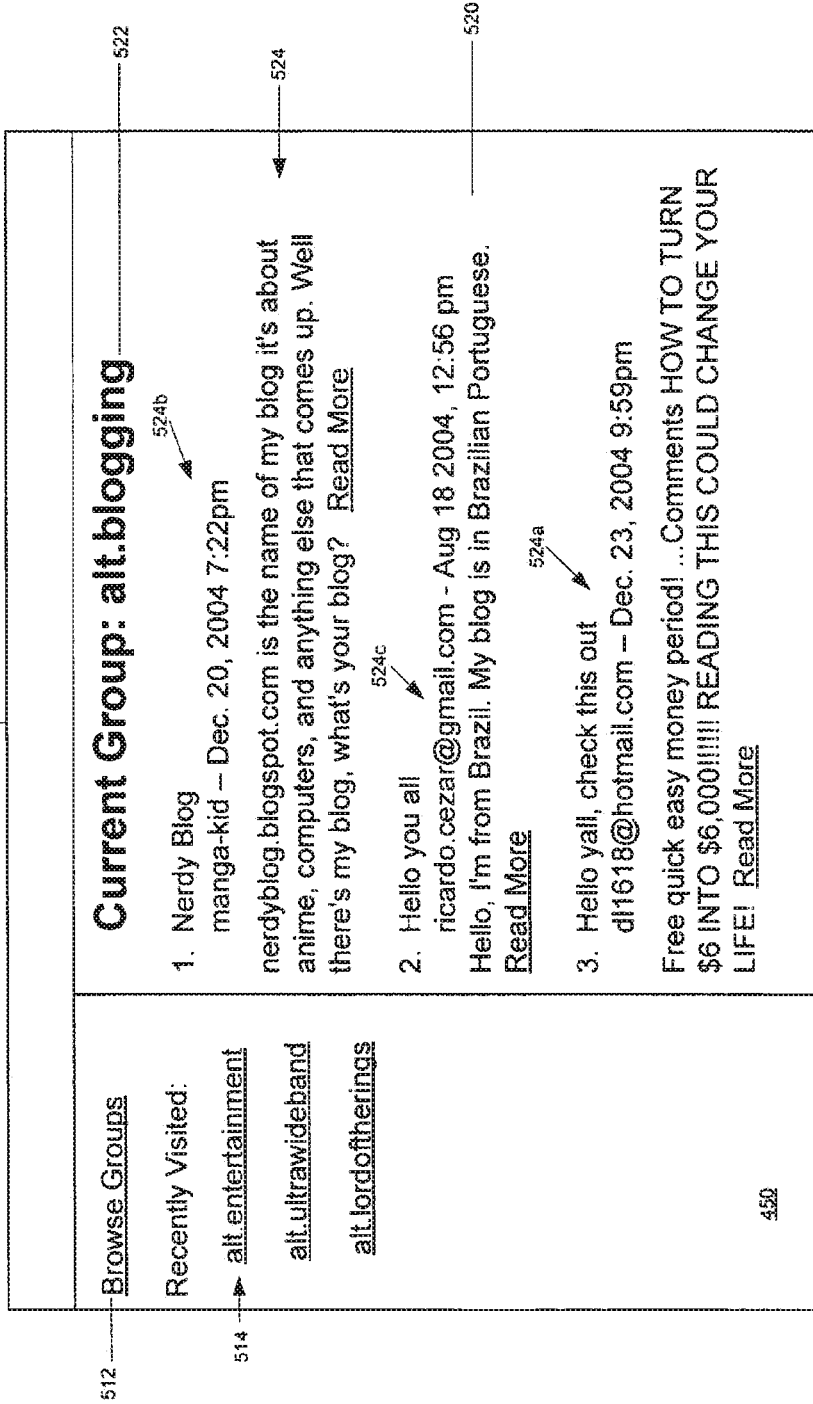 512
Browse Groups
Recently Visited:
514
alt.entertainment
alt.ultrawideband
alt.lordoftherings
450
Current Group: alt.blogging
522
524b
1. Nerdy Blog
manga-kid – Dec. 20, 2004 7:22pm
524
nerdyblog.blogspot.com is the name of my blog it's about
anime, computers, and anything else that comes up. Well
there's my blog, what's your blog? Read More
524c
2. Hello you all
ricardo.cezar@gmail.com - Aug 18 2004, 12:56 pm
Hello, I'm from Brazil. My blog is in Brazilian Portuguese.
Read More
520
524a
3. Hello yall, check this out
dl1618@hotmail.com – Dec. 23, 2004 9:59pm
Free quick easy money period! ...Comments HOW TO TURN
$6 INTO $6,000!!!!!! READING THIS COULD CHANGE YOUR
LIFE! Read More